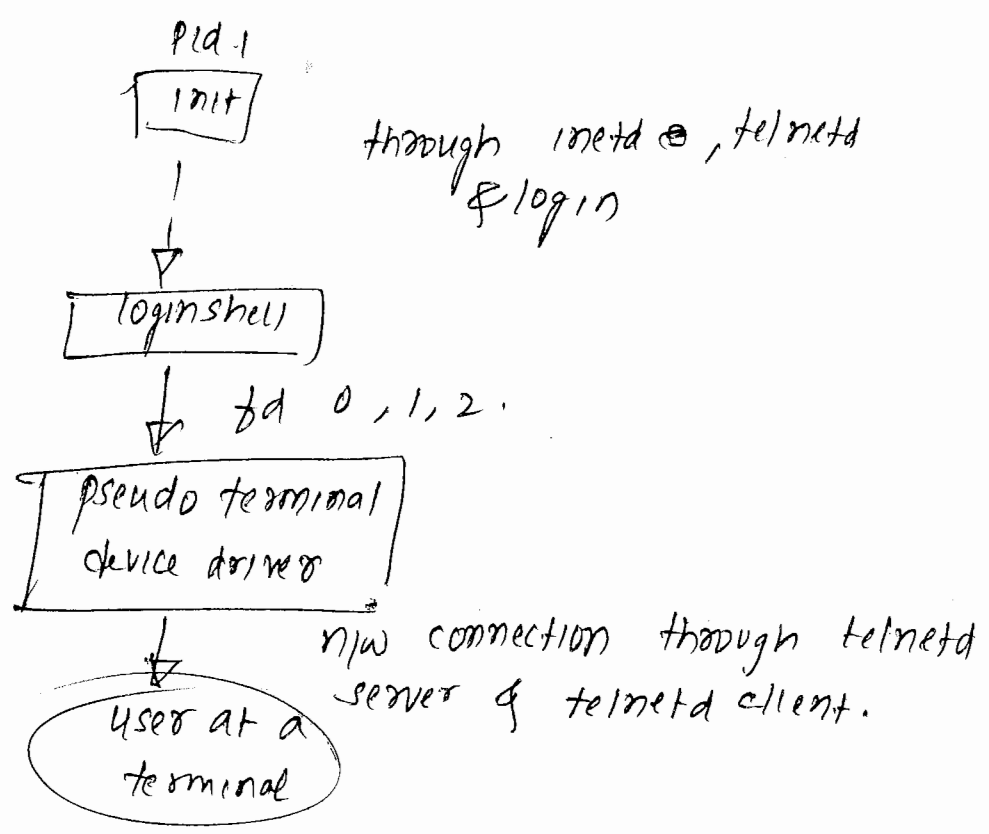 pid 1
init
through inetd, telnetd
& login
loginshell
fd 0, 1, 2.
pseudo terminal
device driver
n/w connection through telnetd
server & telnetd client.
user at a
terminal